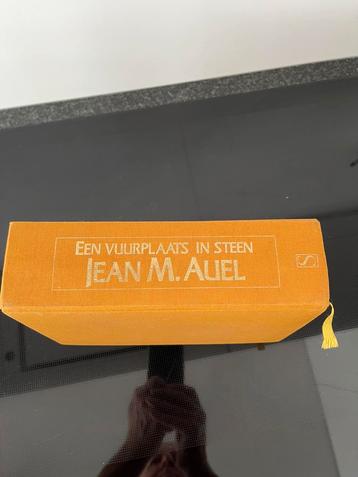 EEN VUURPLAATS IN STEEN
JEAN M. AUEL